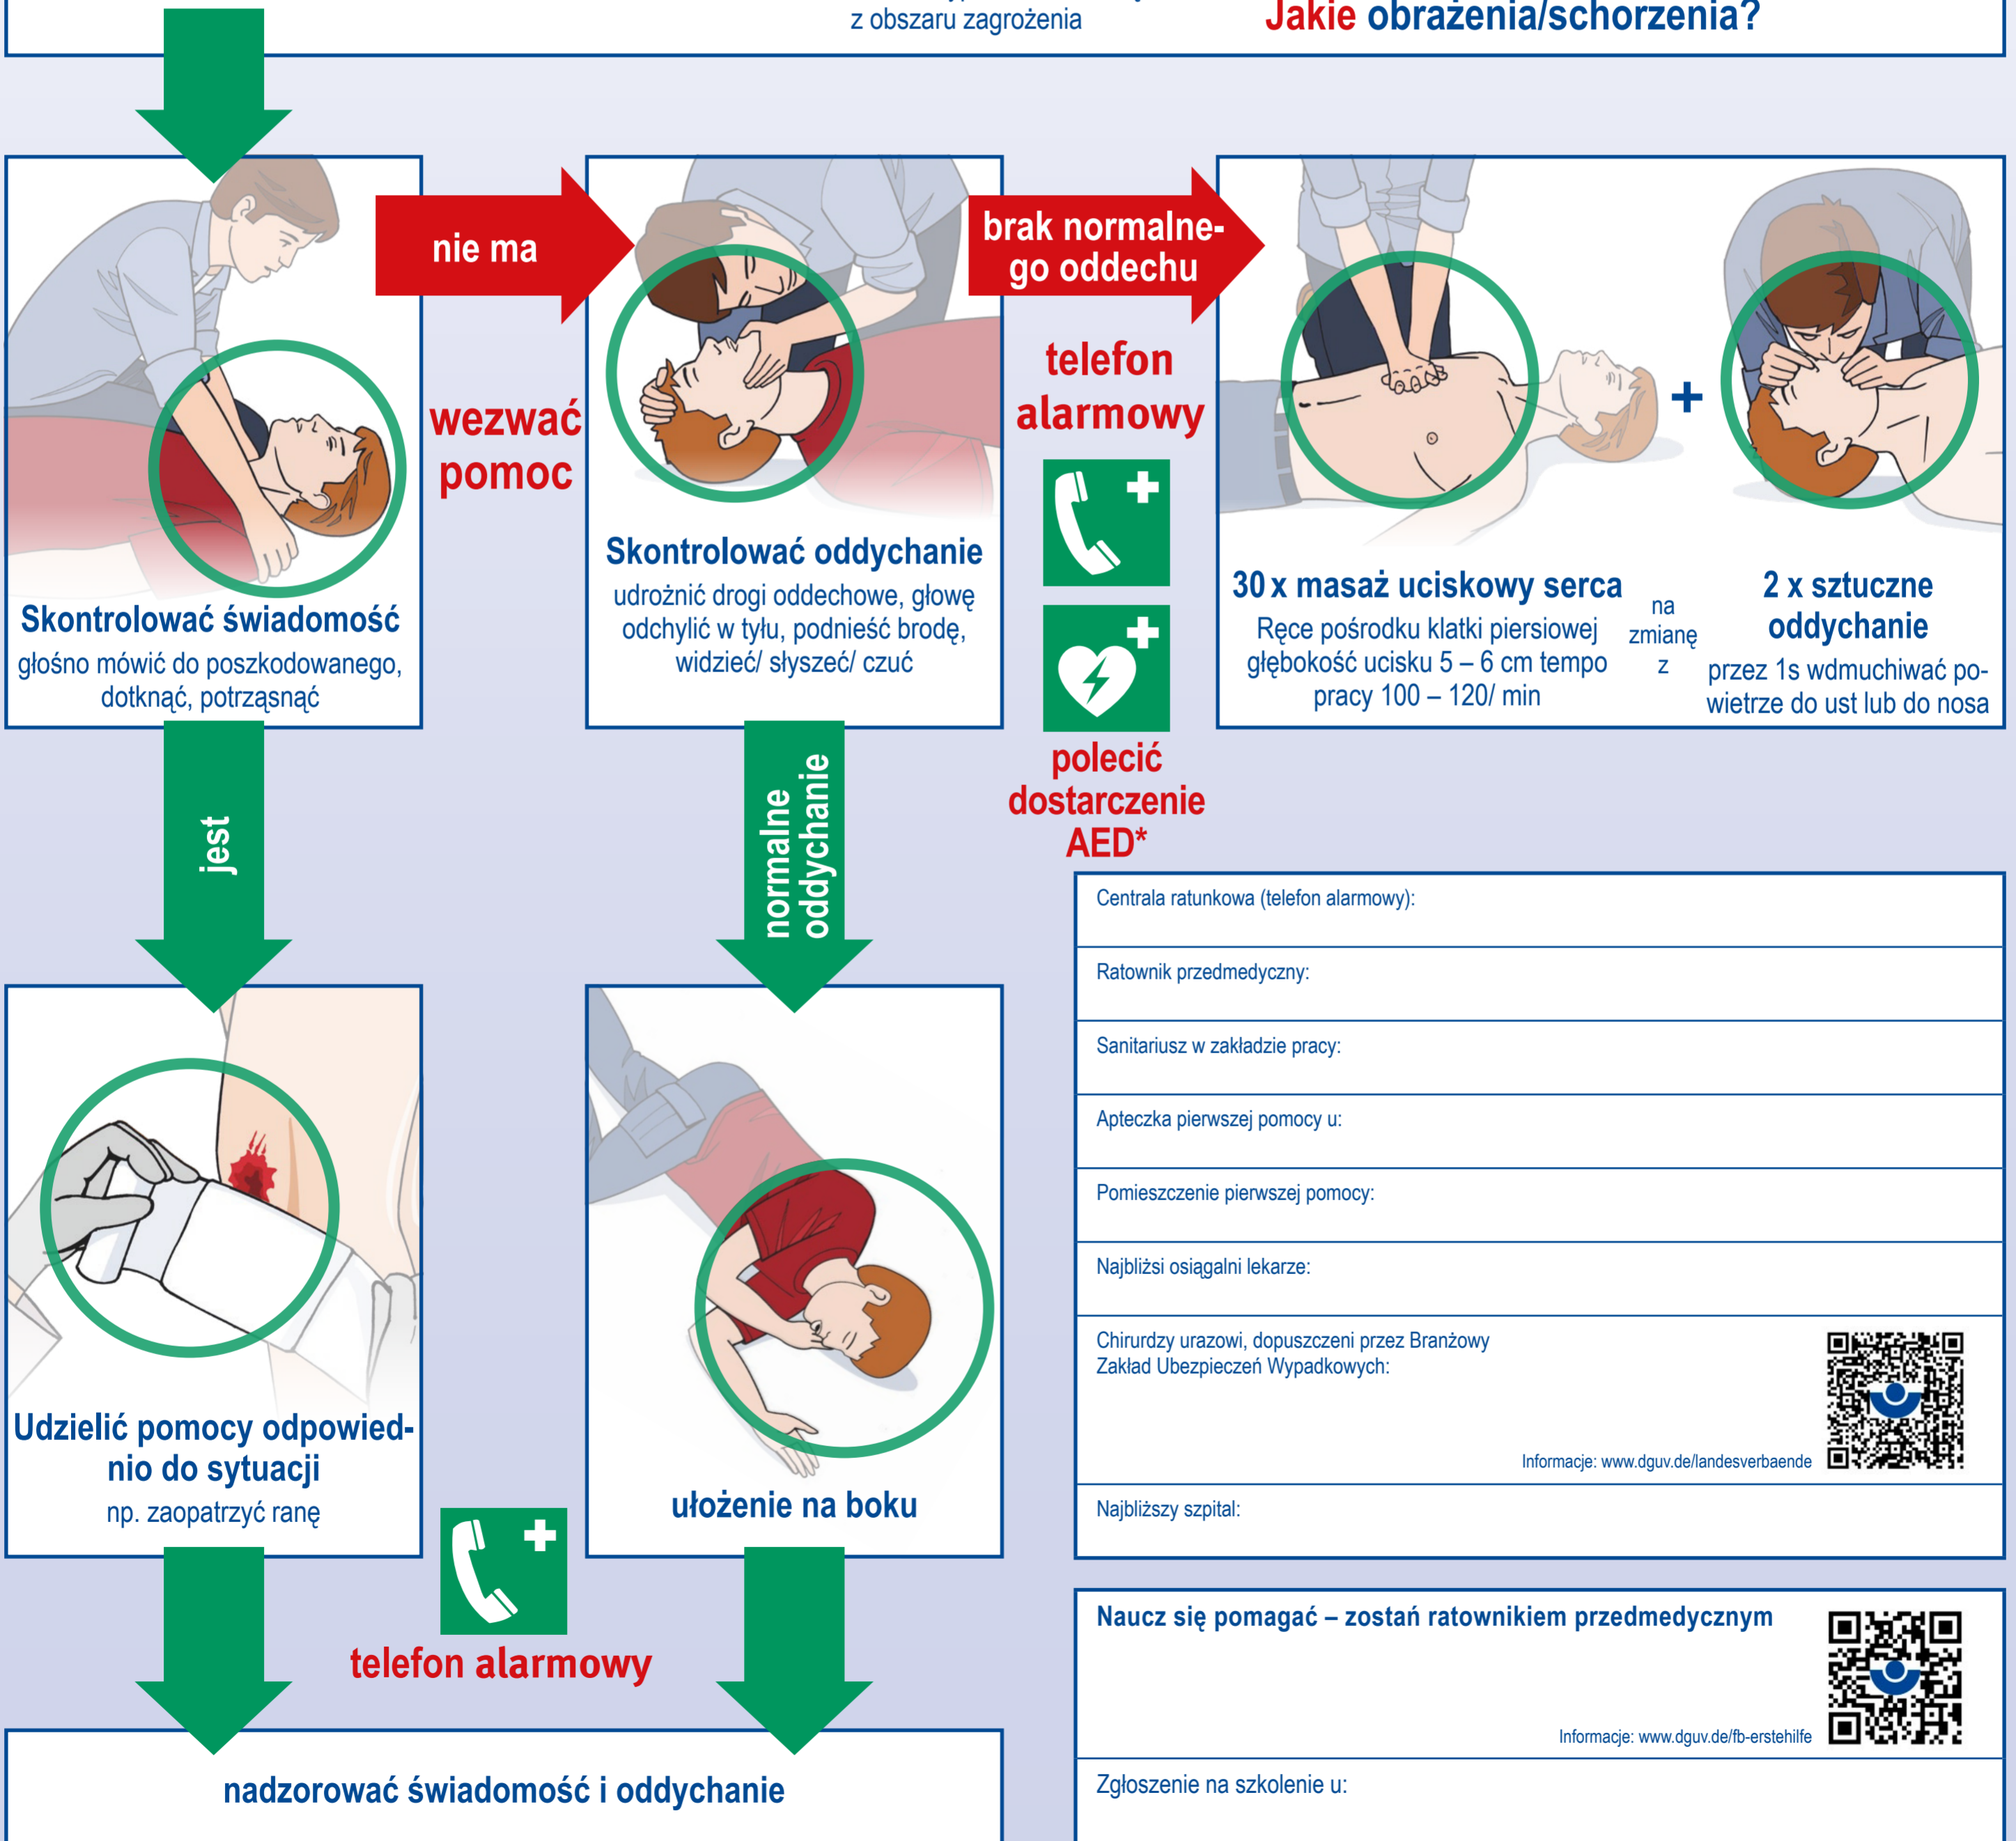 z obszaru zagrożenia
Jakie obrażenia/schorzenia?
nie ma
wezwać
pomoc
brak normalne-
go oddechu
telefon
alarmowy
polecić
dostarczenie
AED*
Skontrolować świadomość
głośno mówić do poszkodowanego,
dotknąć, potrząsnąć
Skontrolować oddychanie
udrożnić drogi oddechowe, głowę
odchylić w tyłu, podnieść brodę,
widzieć/ słyszeć/ czuć
30 x masaż uciskowy serca
Ręce pośrodku klatki piersiowej
głębokość ucisku 5 – 6 cm tempo
pracy 100 – 120/ min
+
na
zmianę
z
2 x sztuczne
oddychanie
przez 1s wdmuchiwać po-
wietrze do ust lub do nosa
jest
normalne
oddychanie
Udzielić pomocy odpowied-
nio do sytuacji
np. zaopatrzyć ranę
ułożenie na boku
telefon alarmowy
nadzorować świadomość i oddychanie
Centrala ratunkowa (telefon alarmowy):
Ratownik przedmedyczny:
Sanitariusz w zakładzie pracy:
Apteczka pierwszej pomocy u:
Pomieszczenie pierwszej pomocy:
Najbliżsi osiągalni lekarze:
Chirurdzy urazowi, dopuszczeni przez Branżowy
Zakład Ubezpieczeń Wypadkowych:
Informacje: www.dguv.de/landesverbaende
Najbliższy szpital:
Naucz się pomagać – zostań ratownikiem przedmedycznym
Informacje: www.dguv.de/fb-erstehilfe
Zgłoszenie na szkolenie u: